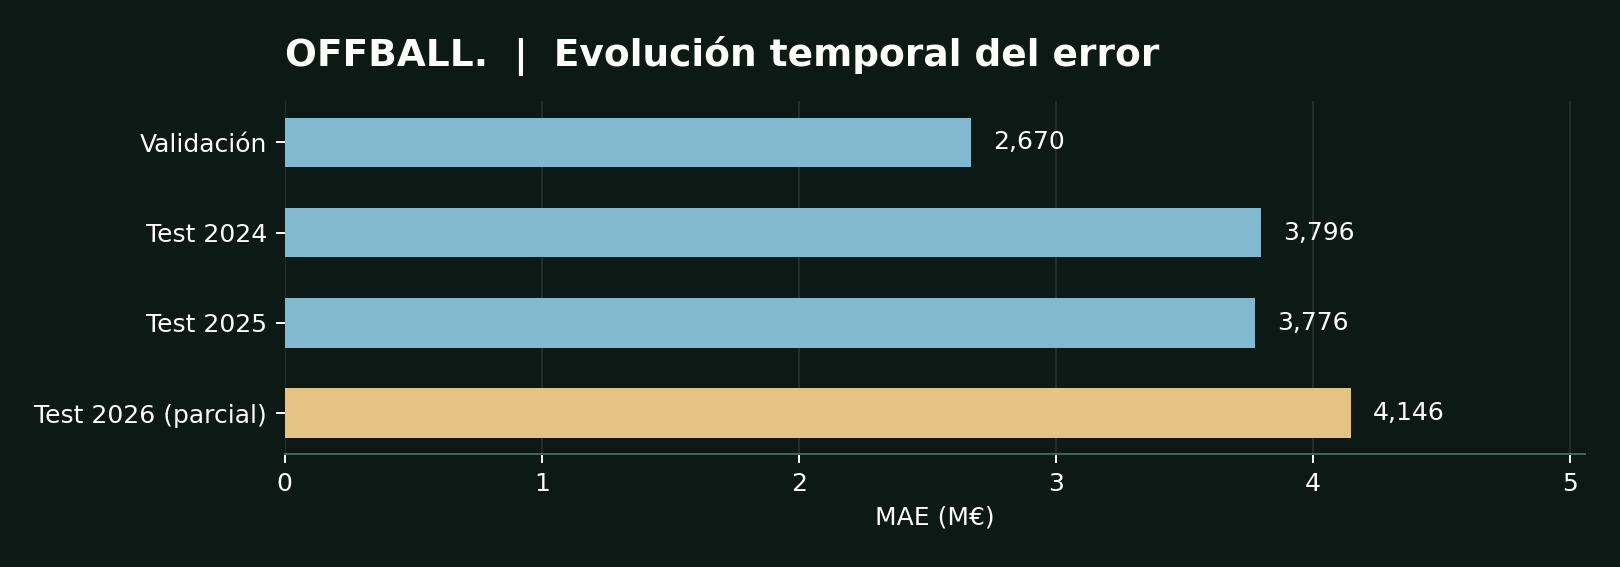 OFFBALL. | Evolución temporal del error
Validación 2,670
Test 2024 3,796
Test 2025 3,776
Test 2026 (parcial) 4,146
0 1 2 3 4 5
MAE (M€)